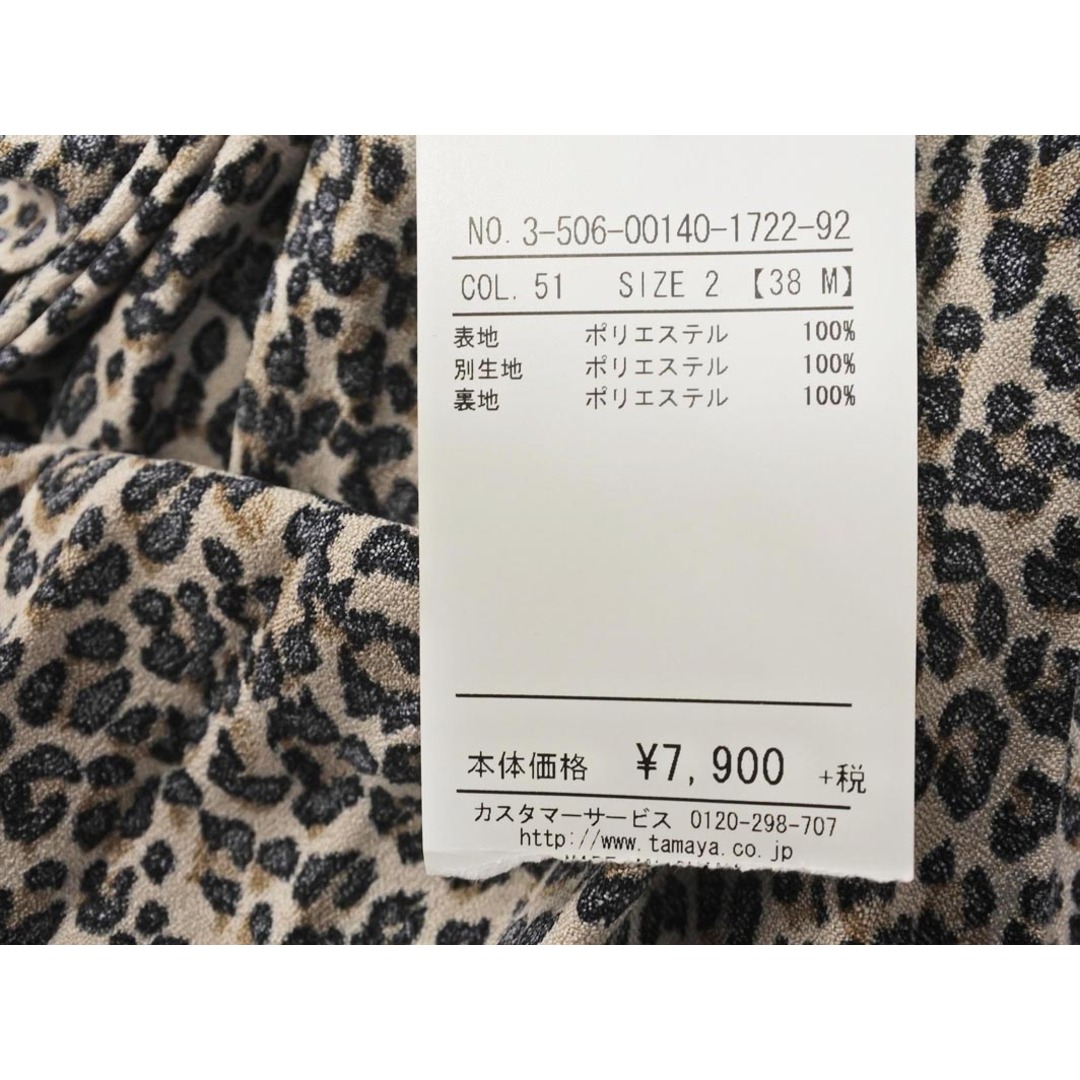 NO. 3-506-00140-1722-92
COL. 51 SIZE 2 【38 M】
表地 ポリエステル 100%
別生地 ポリエステル 100%
裏地 ポリエステル 100%
本体価格 ¥7,900 +税
カスタマーサービス 0120-298-707
http://www.tamaya.co.jp